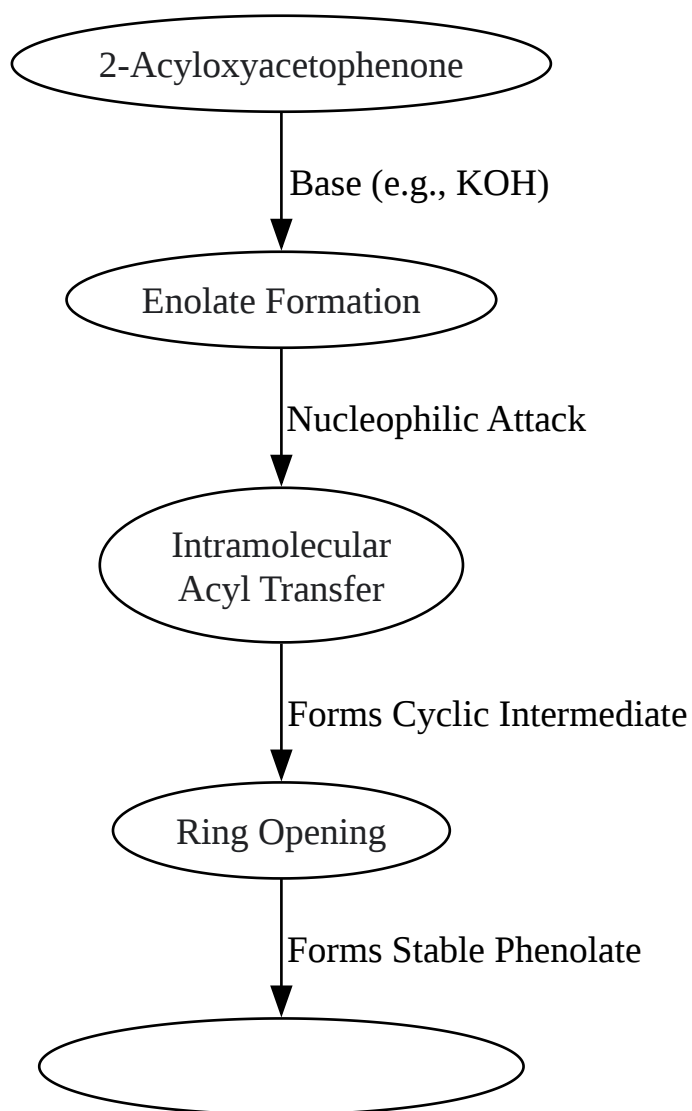 2-Acyloxyacetophenone
Base (e.g., KOH)
Enolate Formation
Nucleophilic Attack
Intramolecular
Acyl Transfer
Forms Cyclic Intermediate
Ring Opening
Forms Stable Phenolate